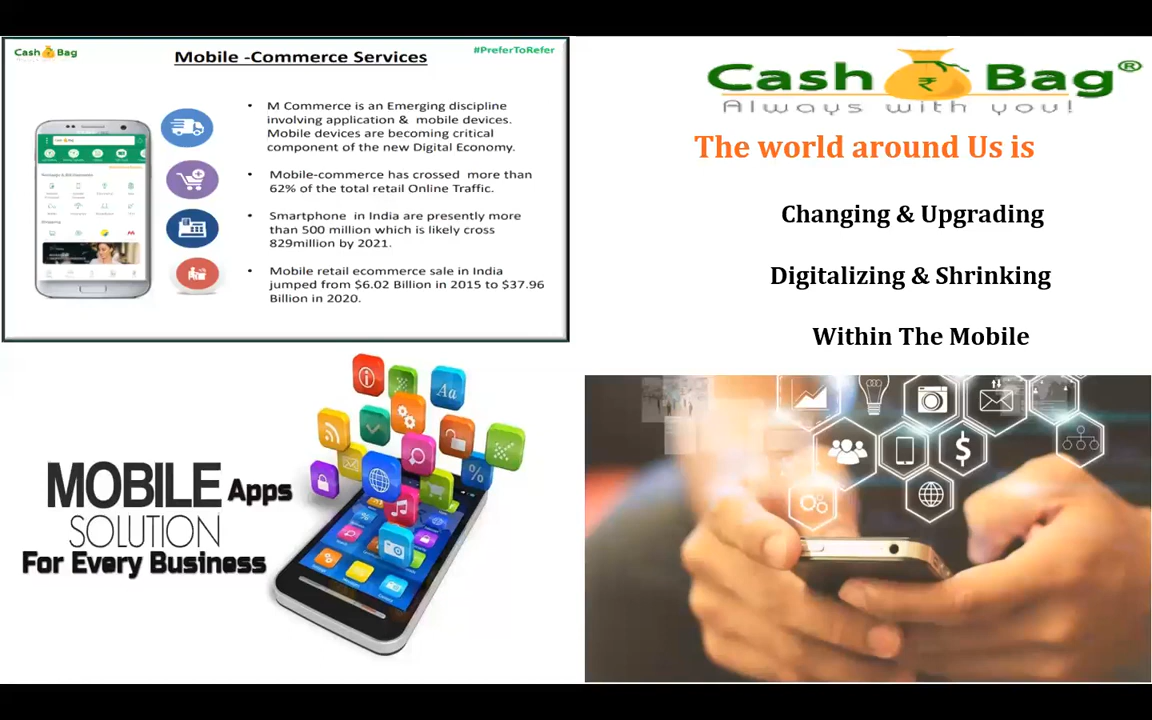 Cash Bag
#PreferToRefer
Mobile -Commerce Services
• M Commerce is an Emerging discipline
involving application & mobile devices.
Mobile devices are becoming critical
component of the new Digital Economy.
• Mobile-commerce has crossed more than
62% of the total retail Online Traffic.
• Smartphone in India are presently more
than 500 million which is likely cross
829million by 2021.
• Mobile retail ecommerce sale in India
jumped from $6.02 Billion in 2015 to $37.96
Billion in 2020.
Cash ₹ Bag®
Always with you!
The world around Us is
Changing & Upgrading
Digitalizing & Shrinking
Within The Mobile
MOBILE Apps
SOLUTION
For Every Business
Aa
%
$